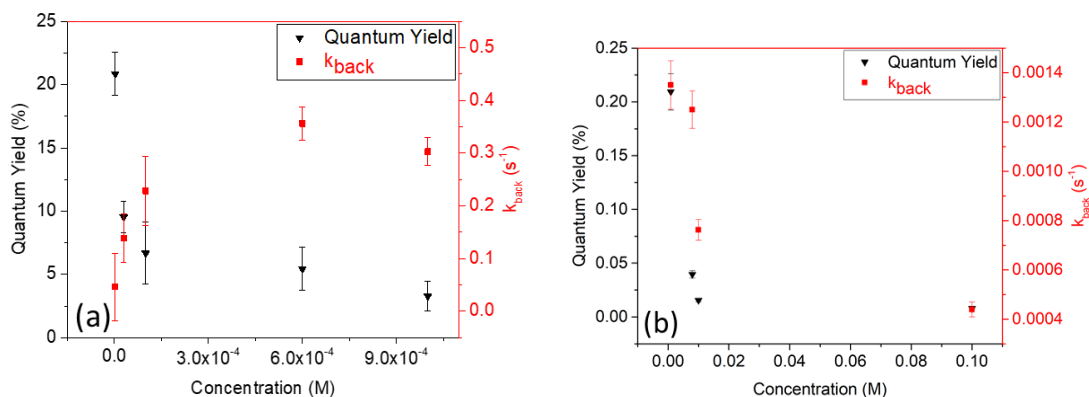 (a)
Quantum Yield
k_back
25
20
15
10
5
0
Quantum Yield (%)
0.5
0.4
0.3
0.2
0.1
0.0
k_back (s⁻¹)
0.0
3.0x10⁻⁴
6.0x10⁻⁴
9.0x10⁻⁴
Concentration (M)
(b)
Quantum Yield
k_back
0.25
0.20
0.15
0.10
0.05
0.00
Quantum Yield (%)
0.0014
0.0012
0.0010
0.0008
0.0006
0.0004
k_back (s⁻¹)
0.00
0.02
0.04
0.06
0.08
0.10
Concentration (M)